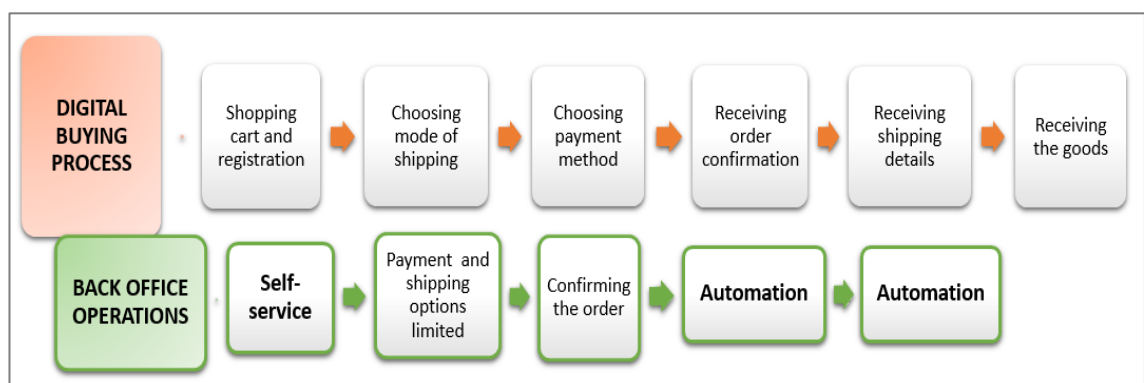 DIGITAL
BUYING
PROCESS
Shopping
cart and
registration
Choosing
mode of
shipping
Choosing
payment
method
Receiving
order
confirmation
Receiving
shipping
details
Receiving
the goods
BACK OFFICE
OPERATIONS
Self-
service
Payment and
shipping
options
limited
Confirming
the order
Automation
Automation